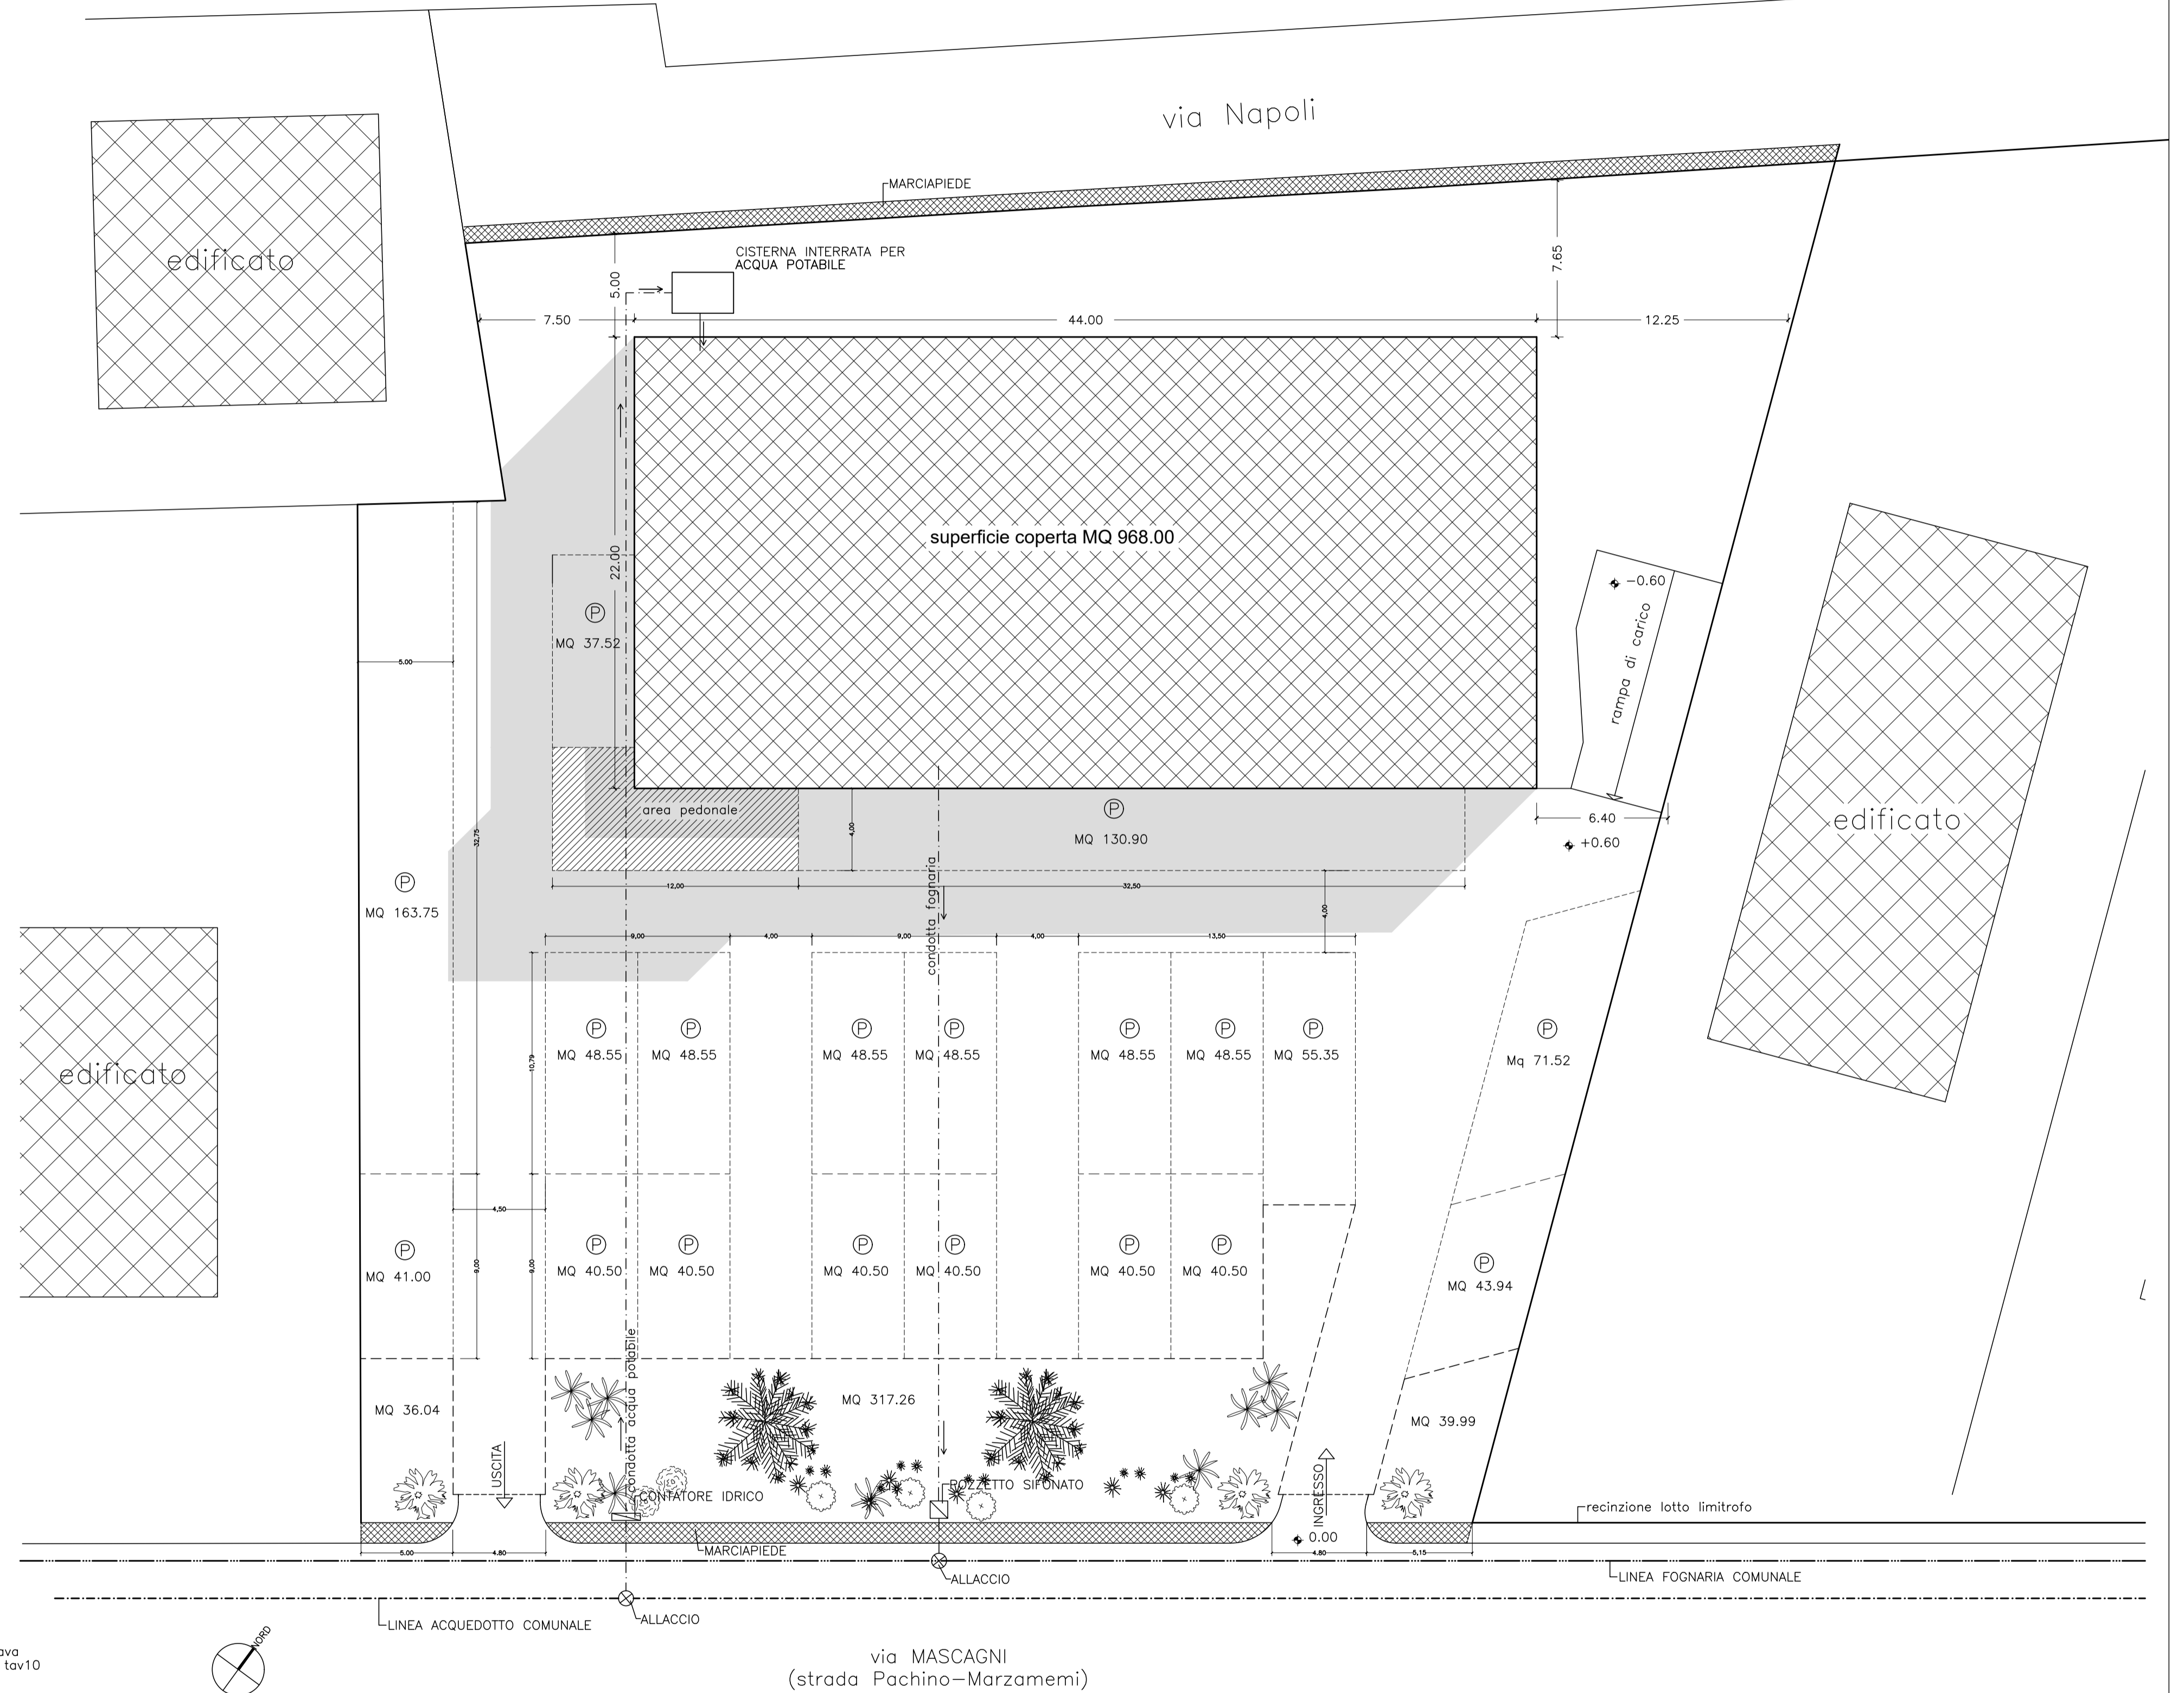 via Napoli
MARCIAPIEDE
edificato
CISTERNA INTERRATA PER
ACQUA POTABILE
5.00
7.65
7.50
44.00
12.25
superficie coperta MQ 968.00
22.00
P
MQ 37.52
-0.60
rampa di carico
5.00
area pedonale
4,00
P
MQ 130.90
6.40
+0.60
edificato
32,75
P
MQ 163.75
12,00
32,50
condotta fognaria
4,00
9,00
4,00
9,00
4,00
13,50
10,79
P
MQ 48.55
P
MQ 48.55
P
MQ 48.55
P
MQ 48.55
P
MQ 48.55
P
MQ 48.55
P
MQ 55.35
P
Mq 71.52
edificato
4,50
P
MQ 41.00
9,00
9,00
P
MQ 40.50
P
MQ 40.50
P
MQ 40.50
P
MQ 40.50
P
MQ 40.50
P
MQ 40.50
P
MQ 43.94
condotta acqua potabile
MQ 36.04
MQ 317.26
MQ 39.99
USCITA
INGRESSO
CONTATORE IDRICO
POZZETTO SIFONATO
recinzione lotto limitrofo
0.00
MARCIAPIEDE
5.00
4.80
4.80
5,15
ALLACCIO
LINEA FOGNARIA COMUNALE
LINEA ACQUEDOTTO COMUNALE
ALLACCIO
NORD
ava
tav10
via MASCAGNI
(strada Pachino-Marzamemi)